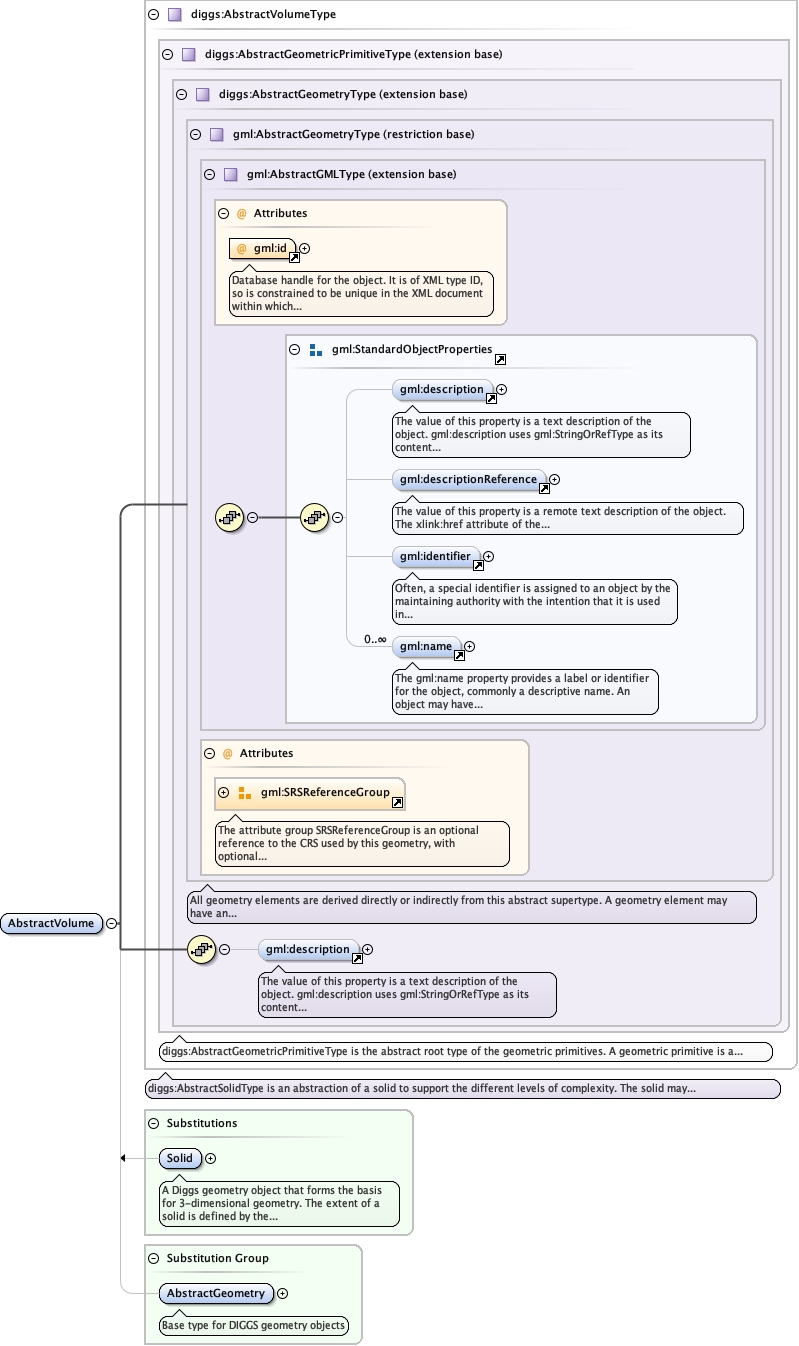 diggs:AbstractVolumeType
diggs:AbstractGeometricPrimitiveType (extension base)
diggs:AbstractGeometryType (extension base)
gml:AbstractGeometryType (restriction base)
gml:AbstractGMLType (extension base)
@ Attributes
@ gml:id
Database handle for the object. It is of XML type ID,
so is constrained to be unique in the XML document
within which...
gml:StandardObjectProperties
gml:description
The value of this property is a text description of the
object. gml:description uses gml:StringOrRefType as its
content...
gml:descriptionReference
The value of this property is a remote text description of the object.
The xlink:href attribute of the...
gml:identifier
Often, a special identifier is assigned to an object by the
maintaining authority with the intention that it is used
in...
0..∞
gml:name
The gml:name property provides a label or identifier
for the object, commonly a descriptive name. An
object may have...
@ Attributes
gml:SRSReferenceGroup
The attribute group SRSReferenceGroup is an optional
reference to the CRS used by this geometry, with
optional...
All geometry elements are derived directly or indirectly from this abstract supertype. A geometry element may
have an...
AbstractVolume
gml:description
The value of this property is a text description of the
object. gml:description uses gml:StringOrRefType as its
content...
diggs:AbstractGeometricPrimitiveType is the abstract root type of the geometric primitives. A geometric primitive is a...
diggs:AbstractSolidType is an abstraction of a solid to support the different levels of complexity. The solid may...
Substitutions
Solid
A Diggs geometry object that forms the basis
for 3-dimensional geometry. The extent of a
solid is defined by the...
Substitution Group
AbstractGeometry
Base type for DIGGS geometry objects